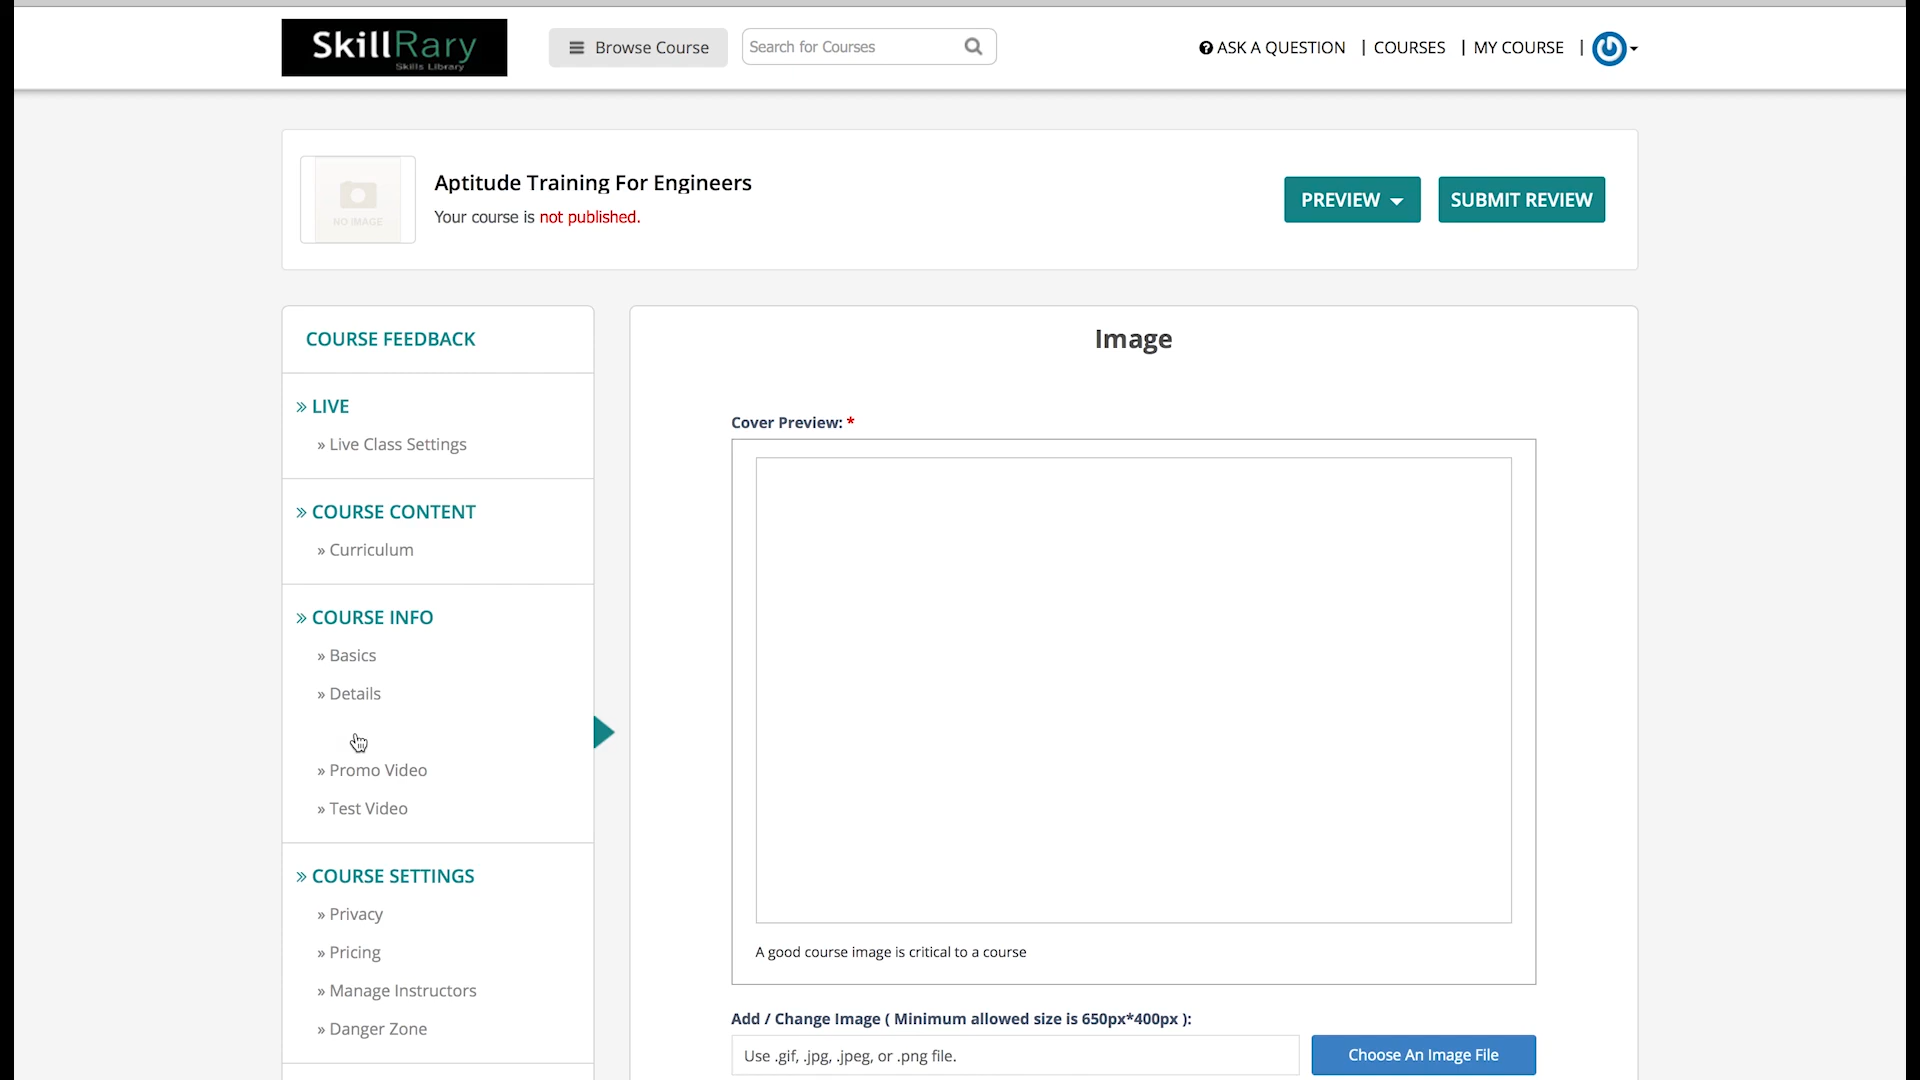 SkillRary
Skills Library
Browse Course
Search for Courses
ASK A QUESTION | COURSES | MY COURSE |
NO IMAGE
Aptitude Training For Engineers
Your course is not published.
PREVIEW
SUBMIT REVIEW
COURSE FEEDBACK
» LIVE
» Live Class Settings
» COURSE CONTENT
» Curriculum
» COURSE INFO
» Basics
» Details
» Promo Video
» Test Video
» COURSE SETTINGS
» Privacy
» Pricing
» Manage Instructors
» Danger Zone
Image
Cover Preview: *
A good course image is critical to a course
Add / Change Image ( Minimum allowed size is 650px*400px ):
Use .gif, .jpg, .jpeg, or .png file.
Choose An Image File